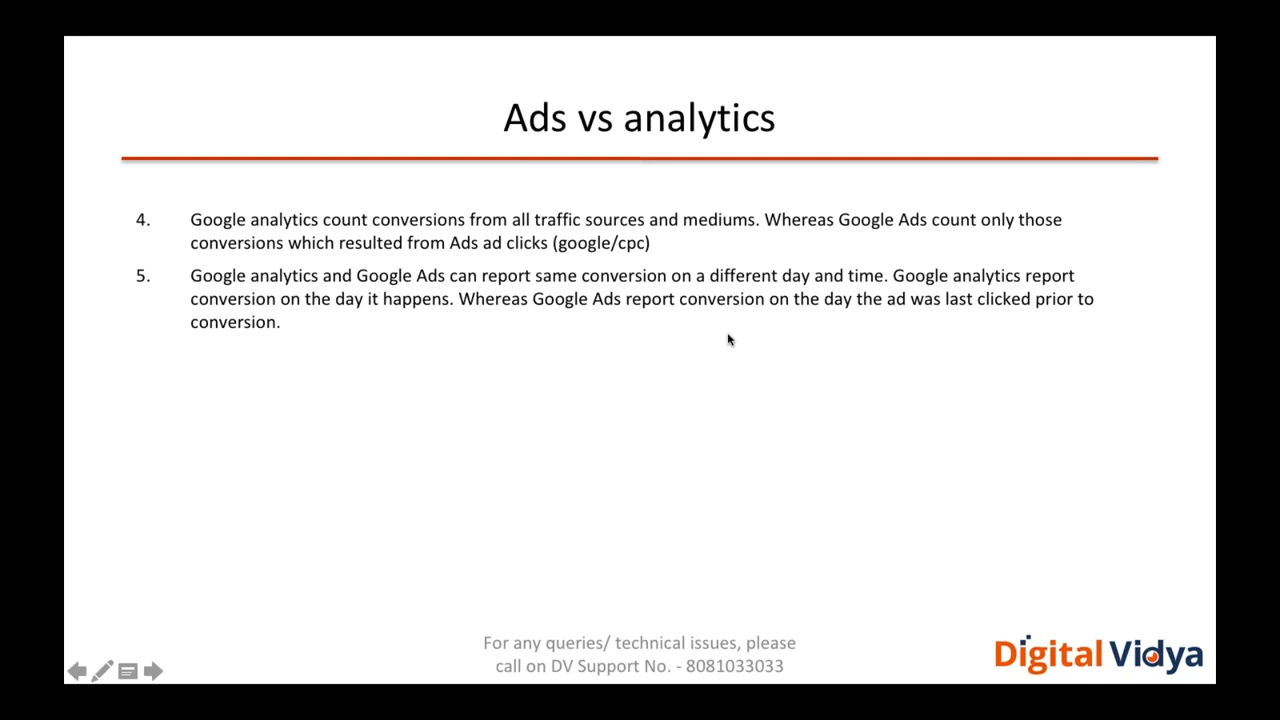 Ads vs analytics
4. Google analytics count conversions from all traffic sources and mediums. Whereas Google Ads count only those
conversions which resulted from Ads ad clicks (google/cpc)
5. Google analytics and Google Ads can report same conversion on a different day and time. Google analytics report
conversion on the day it happens. Whereas Google Ads report conversion on the day the ad was last clicked prior to
conversion.
For any queries/ technical issues, please
call on DV Support No. - 8081033033
Digital Vidya